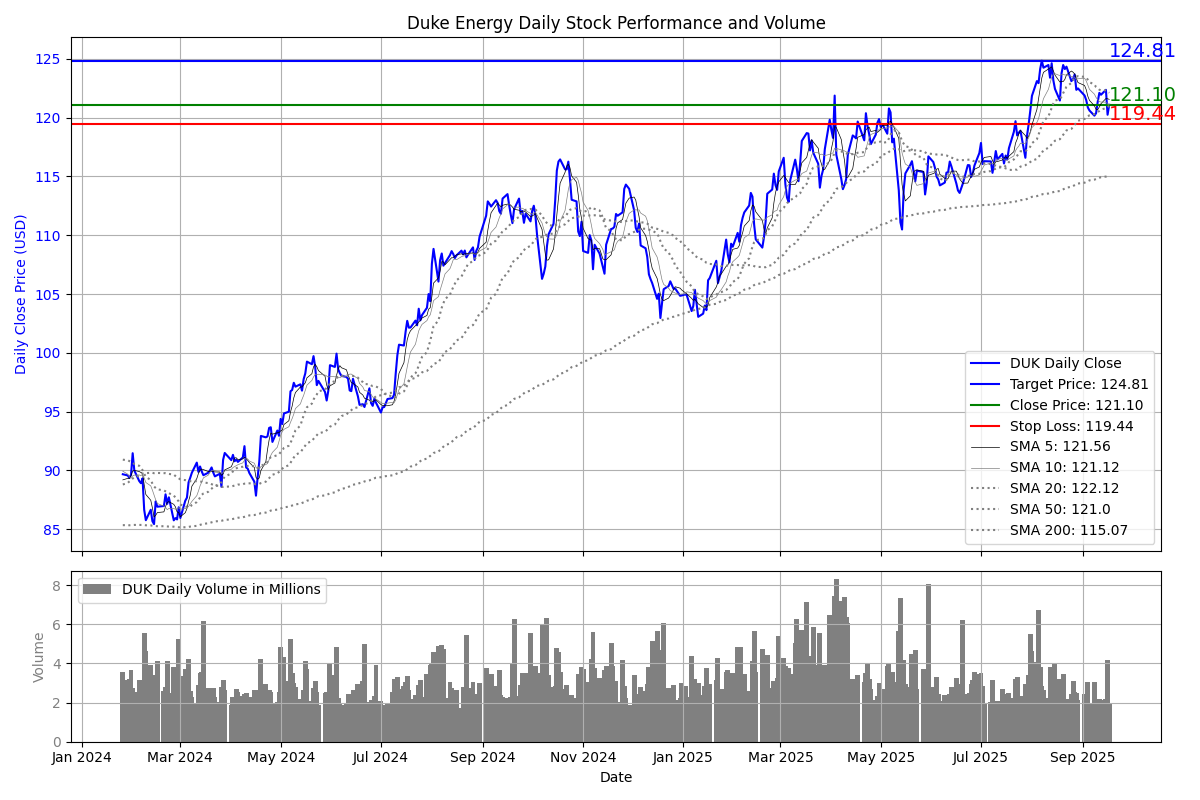 Duke Energy Daily Stock Performance and Volume
Daily Close Price (USD)
125
120
115
110
105
100
95
90
85
124.81
121.10
119.44
DUK Daily Close
Target Price: 124.81
Close Price: 121.10
Stop Loss: 119.44
SMA 5: 121.56
SMA 10: 121.12
SMA 20: 122.12
SMA 50: 121.0
SMA 200: 115.07
Volume
8
6
4
2
0
DUK Daily Volume in Millions
Jan 2024 Mar 2024 May 2024 Jul 2024 Sep 2024 Nov 2024 Jan 2025 Mar 2025 May 2025 Jul 2025 Sep 2025
Date